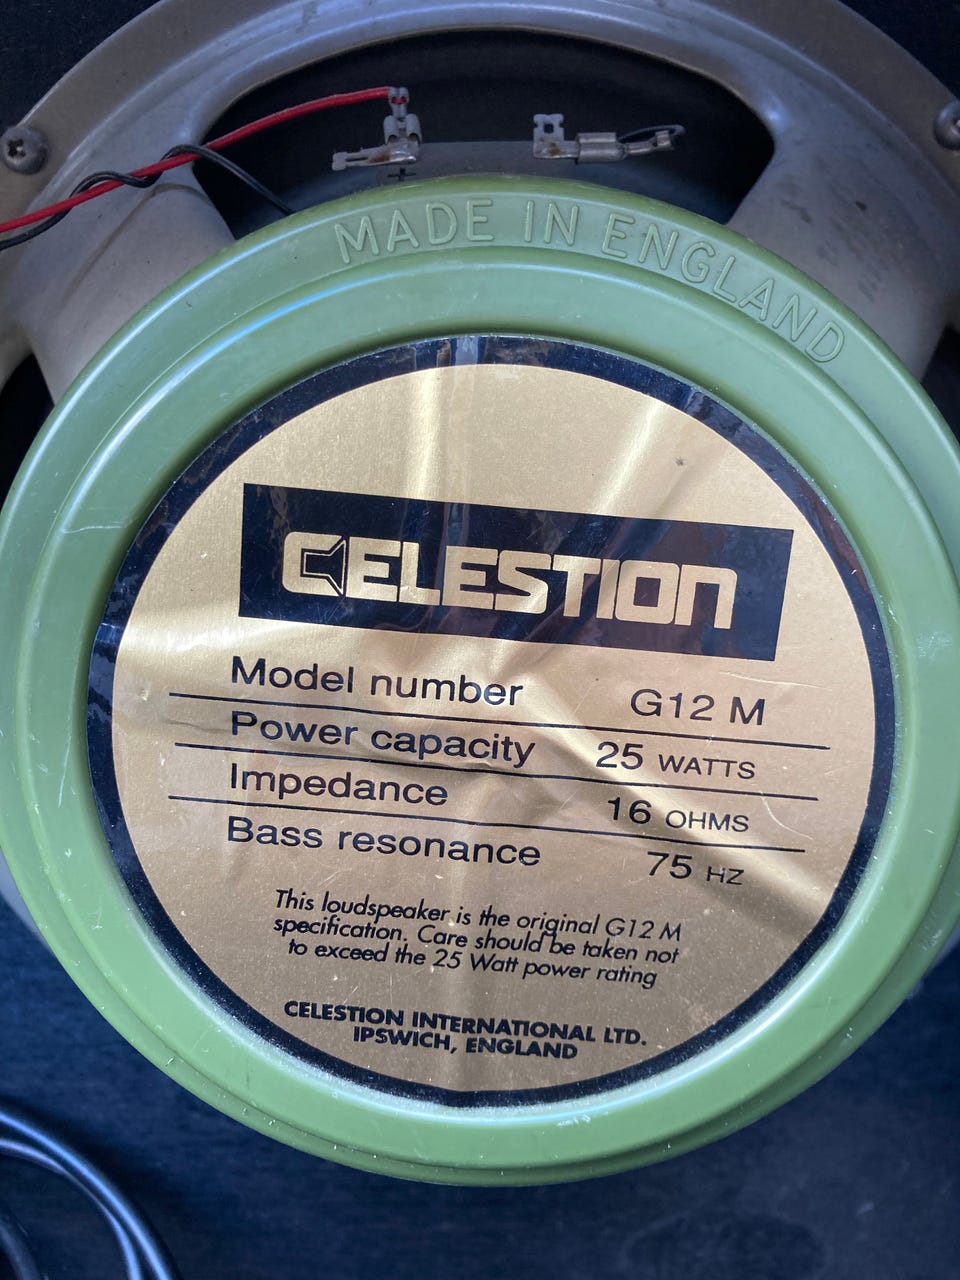 +
MADE IN ENGLAND
CELESTION
Model number G12 M
Power capacity 25 WATTS
Impedance 16 OHMS
Bass resonance 75 HZ
This loudspeaker is the original G12 M
specification. Care should be taken not
to exceed the 25 Watt power rating
CELESTION INTERNATIONAL LTD.
IPSWICH, ENGLAND